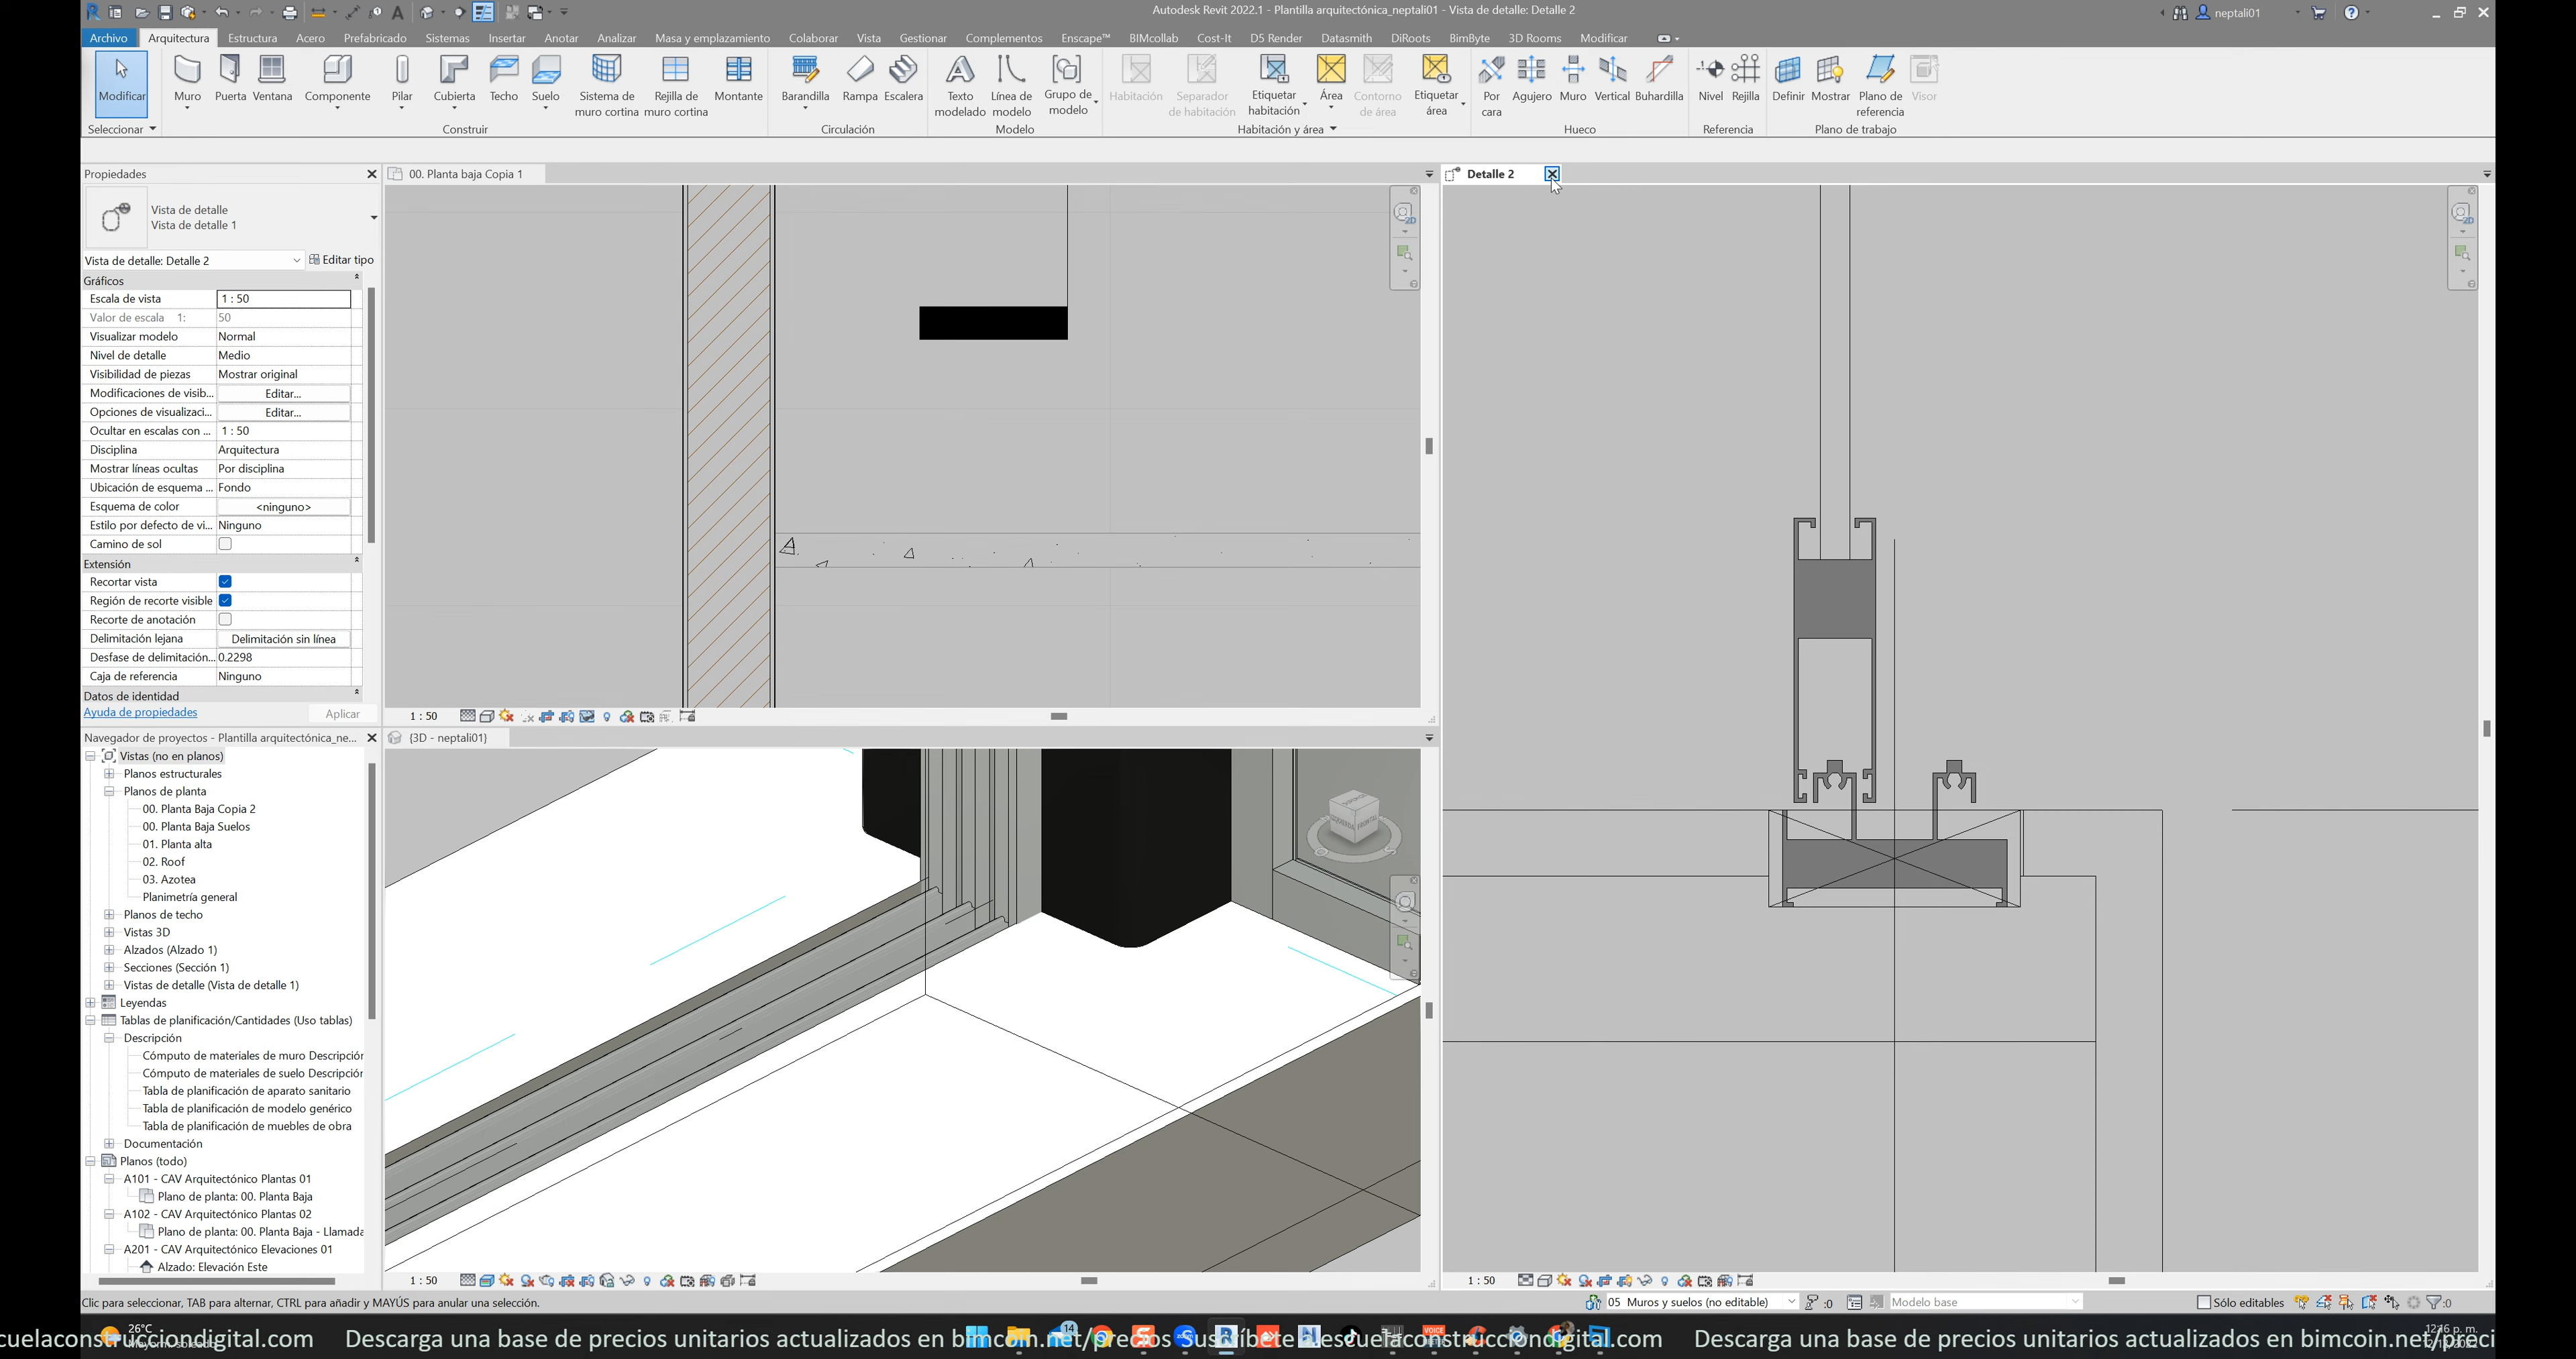 Autodesk Revit 2022.1 - Plantilla arquitectónica_neptali01 - Vista de detalle: Detalle 2
neptali01
Archivo Arquitectura Estructura Acero Prefabricado Sistemas Insertar Anotar Analizar Masa y emplazamiento Colaborar Vista Gestionar Complementos Enscape™ BIMcollab Cost-It D5 Render Datasmith DiRoots BimByte 3D Rooms Modificar
Modificar Muro Puerta Ventana Componente Pilar Cubierta Techo Suelo Sistema de muro cortina Rejilla de muro cortina Montante Barandilla Rampa Escalera Texto modelado Línea de modelo Grupo de modelo Habitación Separador de habitación Etiquetar habitación Área Contorno de área Etiquetar área Por cara Agujero Muro Vertical Buhardilla Nivel Rejilla Definir Mostrar Plano de referencia Visor
Seleccionar Construir Circulación Modelo Habitación y área Hueco Referencia Plano de trabajo
Propiedades
00. Planta baja Copia 1
Detalle 2
Vista de detalle
Vista de detalle 1
Vista de detalle: Detalle 2 Editar tipo
Gráficos
Escala de vista 1 : 50
Valor de escala 1: 50
Visualizar modelo Normal
Nivel de detalle Medio
Visibilidad de piezas Mostrar original
Modificaciones de visib... Editar...
Opciones de visualizaci... Editar...
Ocultar en escalas con ... 1 : 50
Disciplina Arquitectura
Mostrar líneas ocultas Por disciplina
Ubicación de esquema ... Fondo
Esquema de color <ninguno>
Estilo por defecto de vi... Ninguno
Camino de sol
Extensión
Recortar vista
Región de recorte visible
Recorte de anotación
Delimitación lejana Delimitación sin línea
Desfase de delimitación... 0.2298
Caja de referencia Ninguno
Datos de identidad
Ayuda de propiedades Aplicar
1 : 50
Navegador de proyectos - Plantilla arquitectónica_ne...
{3D - neptali01}
Vistas (no en planos)
Planos estructurales
Planos de planta
00. Planta Baja Copia 2
00. Planta Baja Suelos
01. Planta alta
02. Roof
03. Azotea
Planimetría general
Planos de techo
Vistas 3D
Alzados (Alzado 1)
Secciones (Sección 1)
Vistas de detalle (Vista de detalle 1)
Leyendas
Tablas de planificación/Cantidades (Uso tablas)
Descripción
Cómputo de materiales de muro Descripción
Cómputo de materiales de suelo Descripción
Tabla de planificación de aparato sanitario
Tabla de planificación de modelo genérico
Tabla de planificación de muebles de obra
Documentación
Planos (todo)
A101 - CAV Arquitectónico Plantas 01
Plano de planta: 00. Planta Baja
A102 - CAV Arquitectónico Plantas 02
Plano de planta: 00. Planta Baja - Llamada
A201 - CAV Arquitectónico Elevaciones 01
Alzado: Elevación Este
1 : 50
1 : 50
Clic para seleccionar, TAB para alternar, CTRL para añadir y MAYÚS para anular una selección.
05 Muros y suelos (no editable) :0 Modelo base Sólo editables :0
26°C
14
cuelaconstrucciondigital.com Descarga una base de precios unitarios actualizados en bimcoin.net/precios Suscríbete a escuelaconstrucciondigital.com Descarga una base de precios unitarios actualizados en bimcoin.net/preci